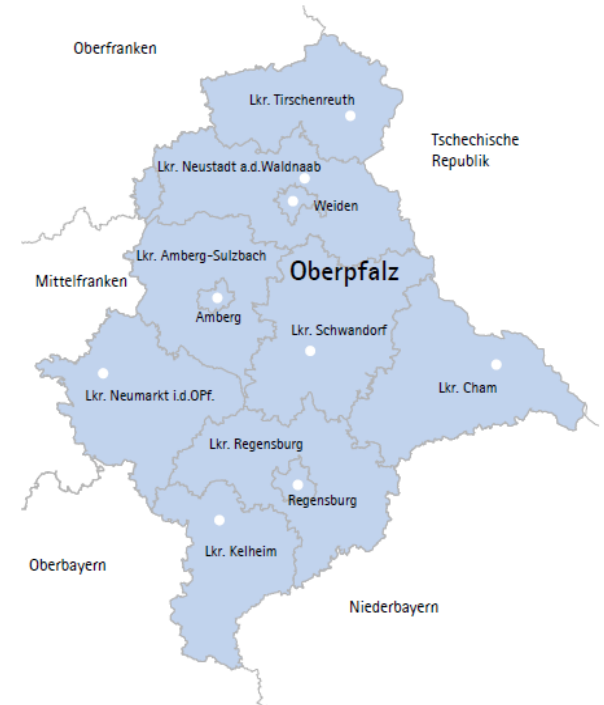 Oberfranken
Lkr. Tirschenreuth
Tschechische
Republik
Lkr. Neustadt a.d.Waldnaab
Weiden
Lkr. Amberg-Sulzbach
Oberpfalz
Mittelfranken
Amberg
Lkr. Schwandorf
Lkr. Cham
Lkr. Neumarkt i.d.OPf.
Lkr. Regensburg
Regensburg
Lkr. Kelheim
Oberbayern
Niederbayern